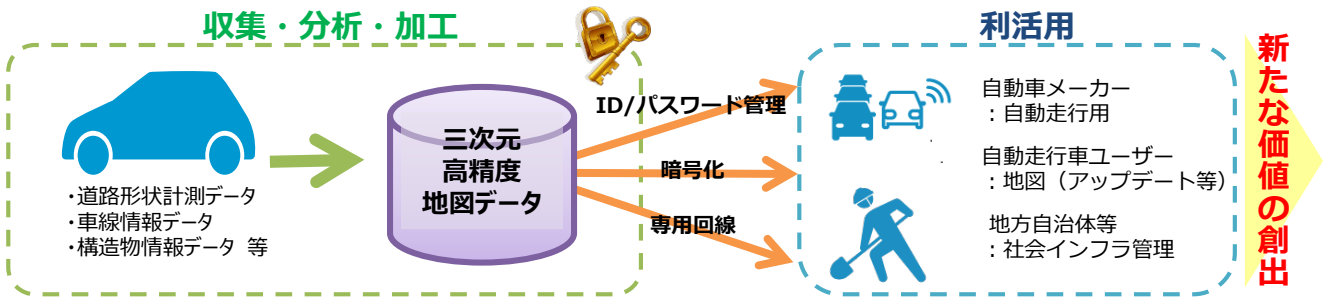 収集・分析・加工
・道路形状計測データ
・車線情報データ
・構造物情報データ 等
三次元
高精度
地図データ
ID/パスワード管理
暗号化
専用回線
利活用
自動車メーカー
：自動走行用
自動走行車ユーザー
：地図（アップデート等）
地方自治体等
：社会インフラ管理
新たな価値の創出